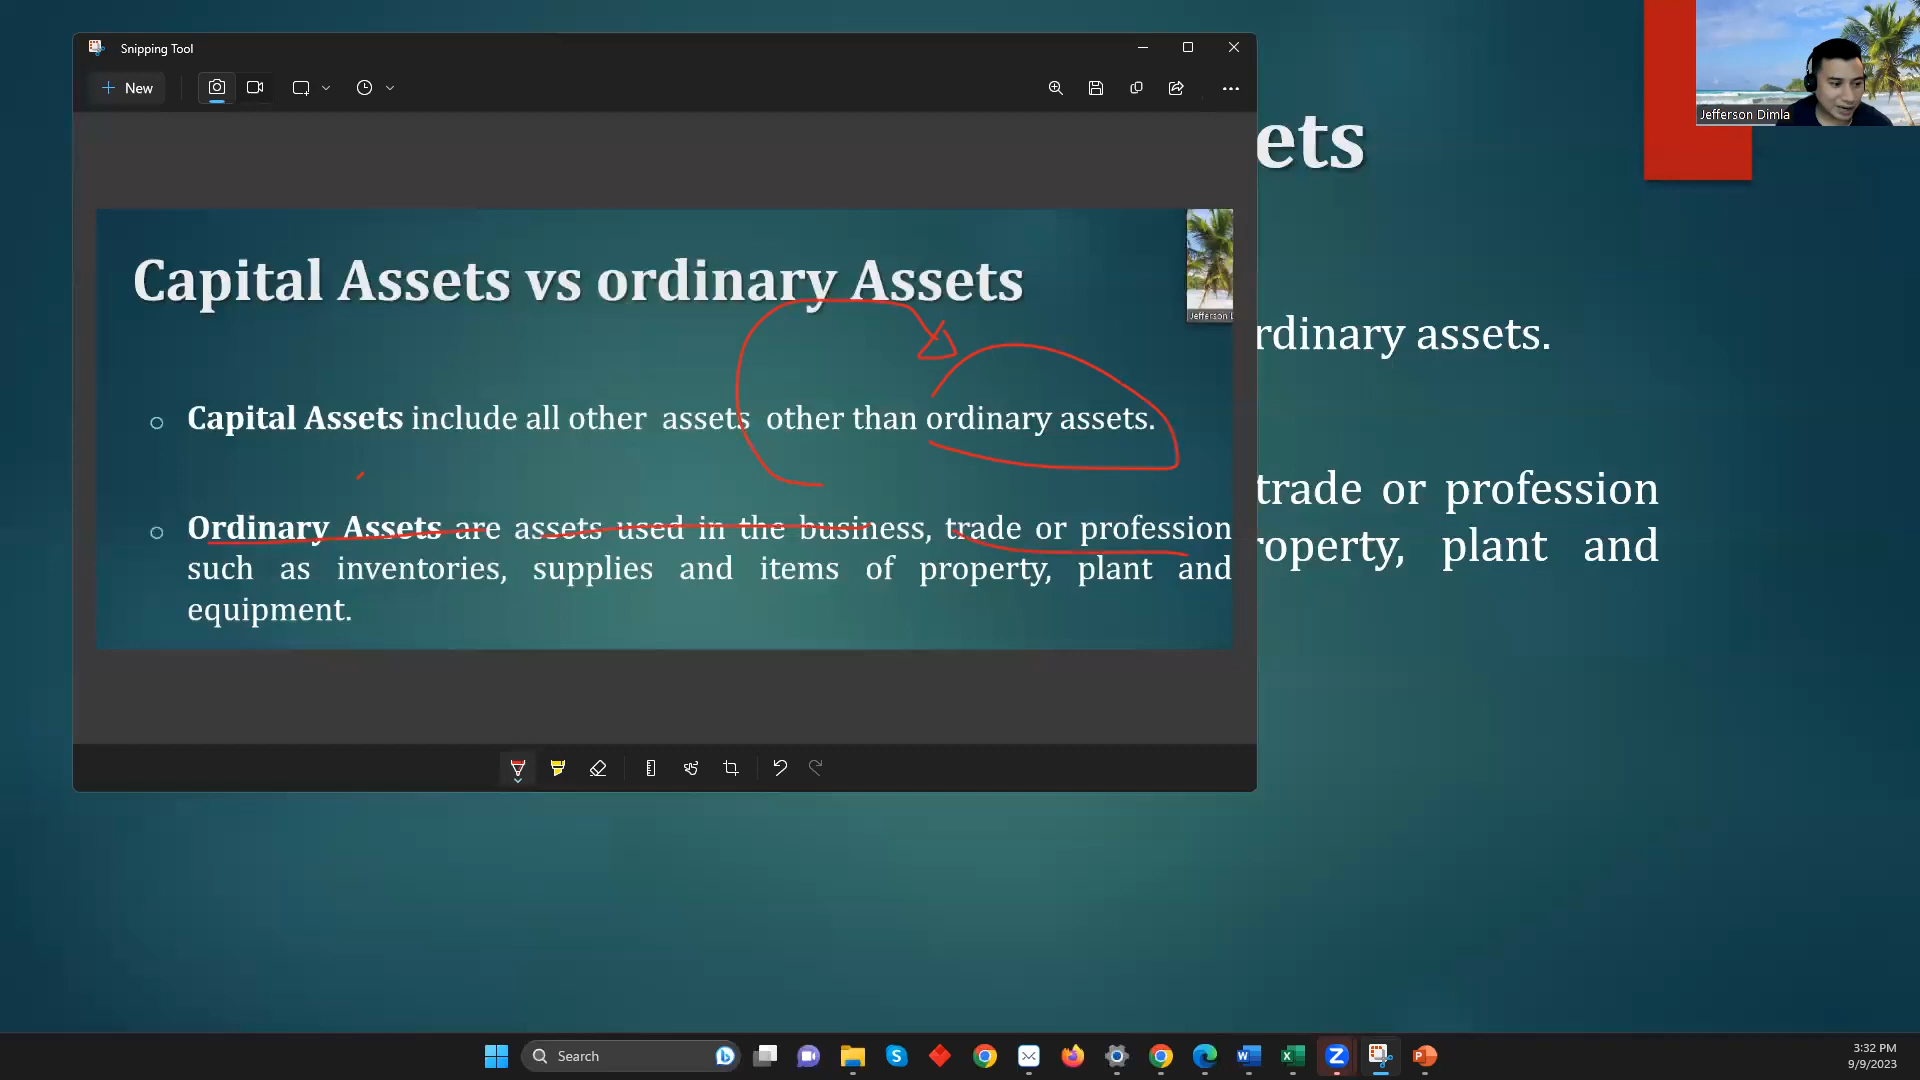 Snipping Tool
New
ets
Jefferson Dimla
Capital Assets vs ordinary Assets
Jefferson D
Capital Assets include all other assets other than ordinary assets.
rdinary assets.
Ordinary Assets are assets used in the business, trade or profession
such as inventories, supplies and items of property, plant and
equipment.
trade or profession
roperty, plant and
Search
3:32 PM
9/9/2023